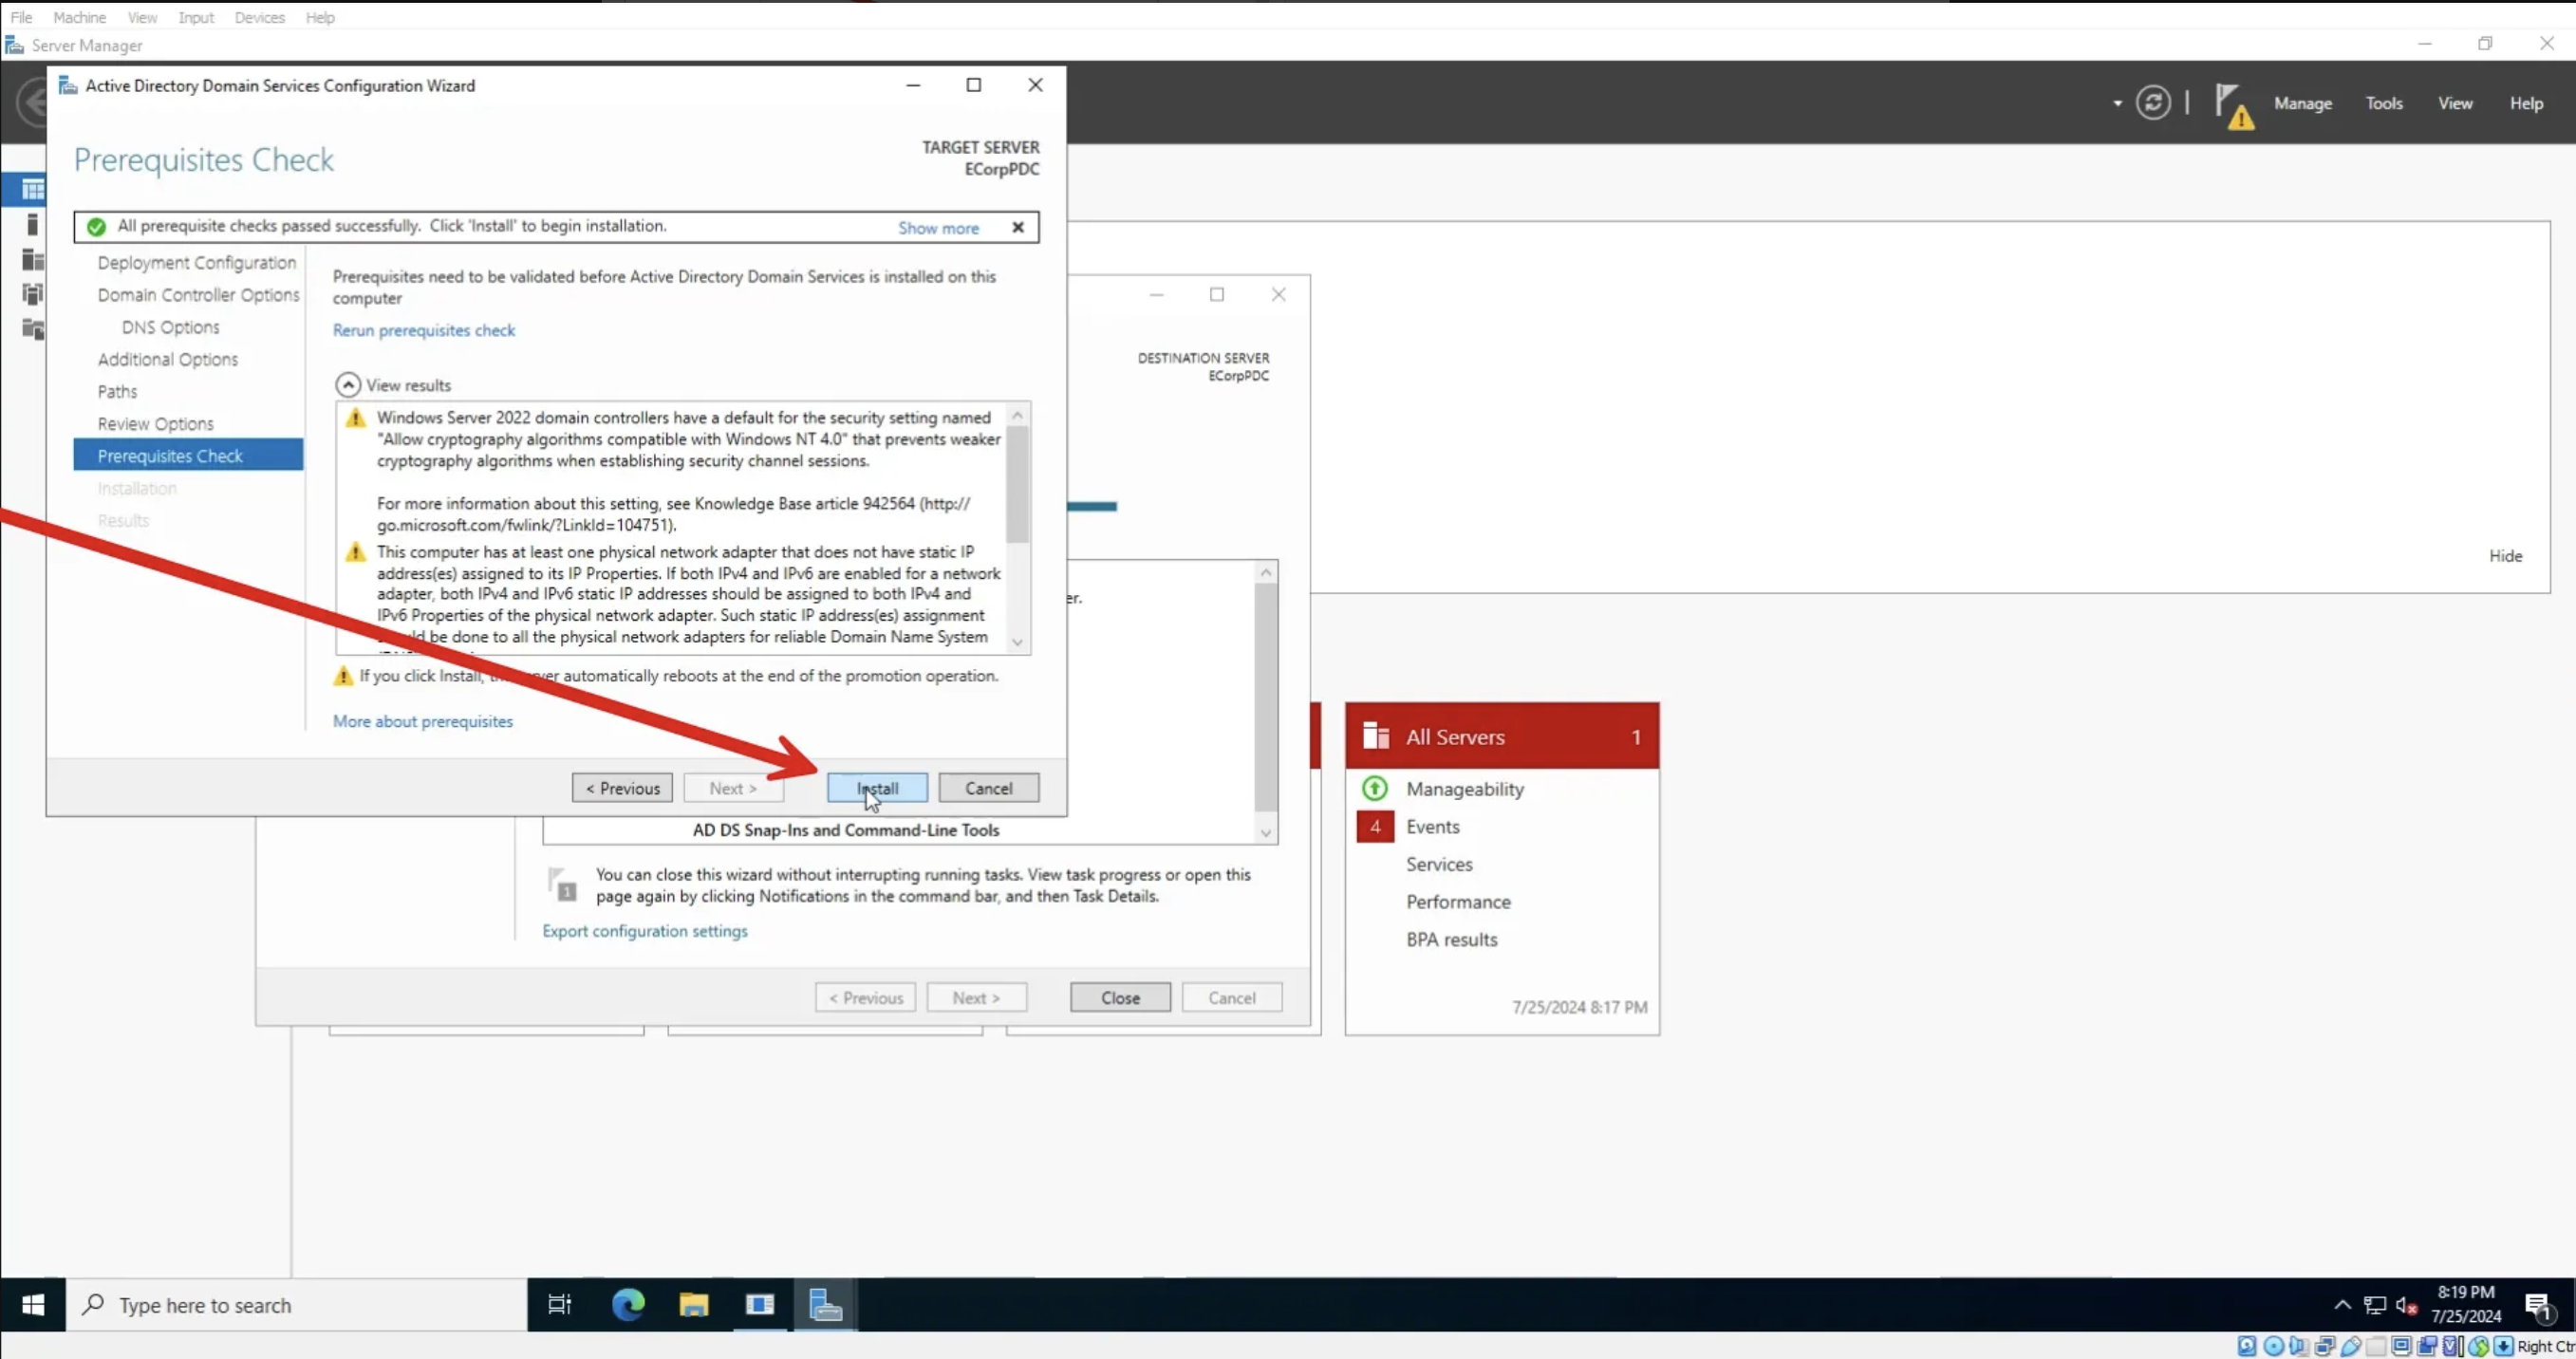 File Machine View Input Devices Help
Server Manager
Active Directory Domain Services Configuration Wizard
Manage Tools View Help
Prerequisites Check
TARGET SERVER
ECorpPDC
All prerequisite checks passed successfully. Click 'Install' to begin installation.
Show more
Deployment Configuration
Domain Controller Options
DNS Options
Additional Options
Paths
Review Options
Prerequisites Check
Installation
Results
Prerequisites need to be validated before Active Directory Domain Services is installed on this
computer
Rerun prerequisites check
View results
Windows Server 2022 domain controllers have a default for the security setting named
"Allow cryptography algorithms compatible with Windows NT 4.0" that prevents weaker
cryptography algorithms when establishing security channel sessions.
For more information about this setting, see Knowledge Base article 942564 (http://
go.microsoft.com/fwlink/?LinkId=104751).
This computer has at least one physical network adapter that does not have static IP
address(es) assigned to its IP Properties. If both IPv4 and IPv6 are enabled for a network
adapter, both IPv4 and IPv6 static IP addresses should be assigned to both IPv4 and
IPv6 Properties of the physical network adapter. Such static IP address(es) assignment
be done to all the physical network adapters for reliable Domain Name System
If you click Install, automatically reboots at the end of the promotion operation.
More about prerequisites
< Previous
Next >
Install
Cancel
DESTINATION SERVER
ECorpPDC
er.
AD DS Snap-Ins and Command-Line Tools
1
You can close this wizard without interrupting running tasks. View task progress or open this
page again by clicking Notifications in the command bar, and then Task Details.
Export configuration settings
< Previous
Next >
Close
Cancel
Hide
All Servers 1
Manageability
4 Events
Services
Performance
BPA results
7/25/2024 8:17 PM
Type here to search
8:19 PM
7/25/2024
1
Right Ct